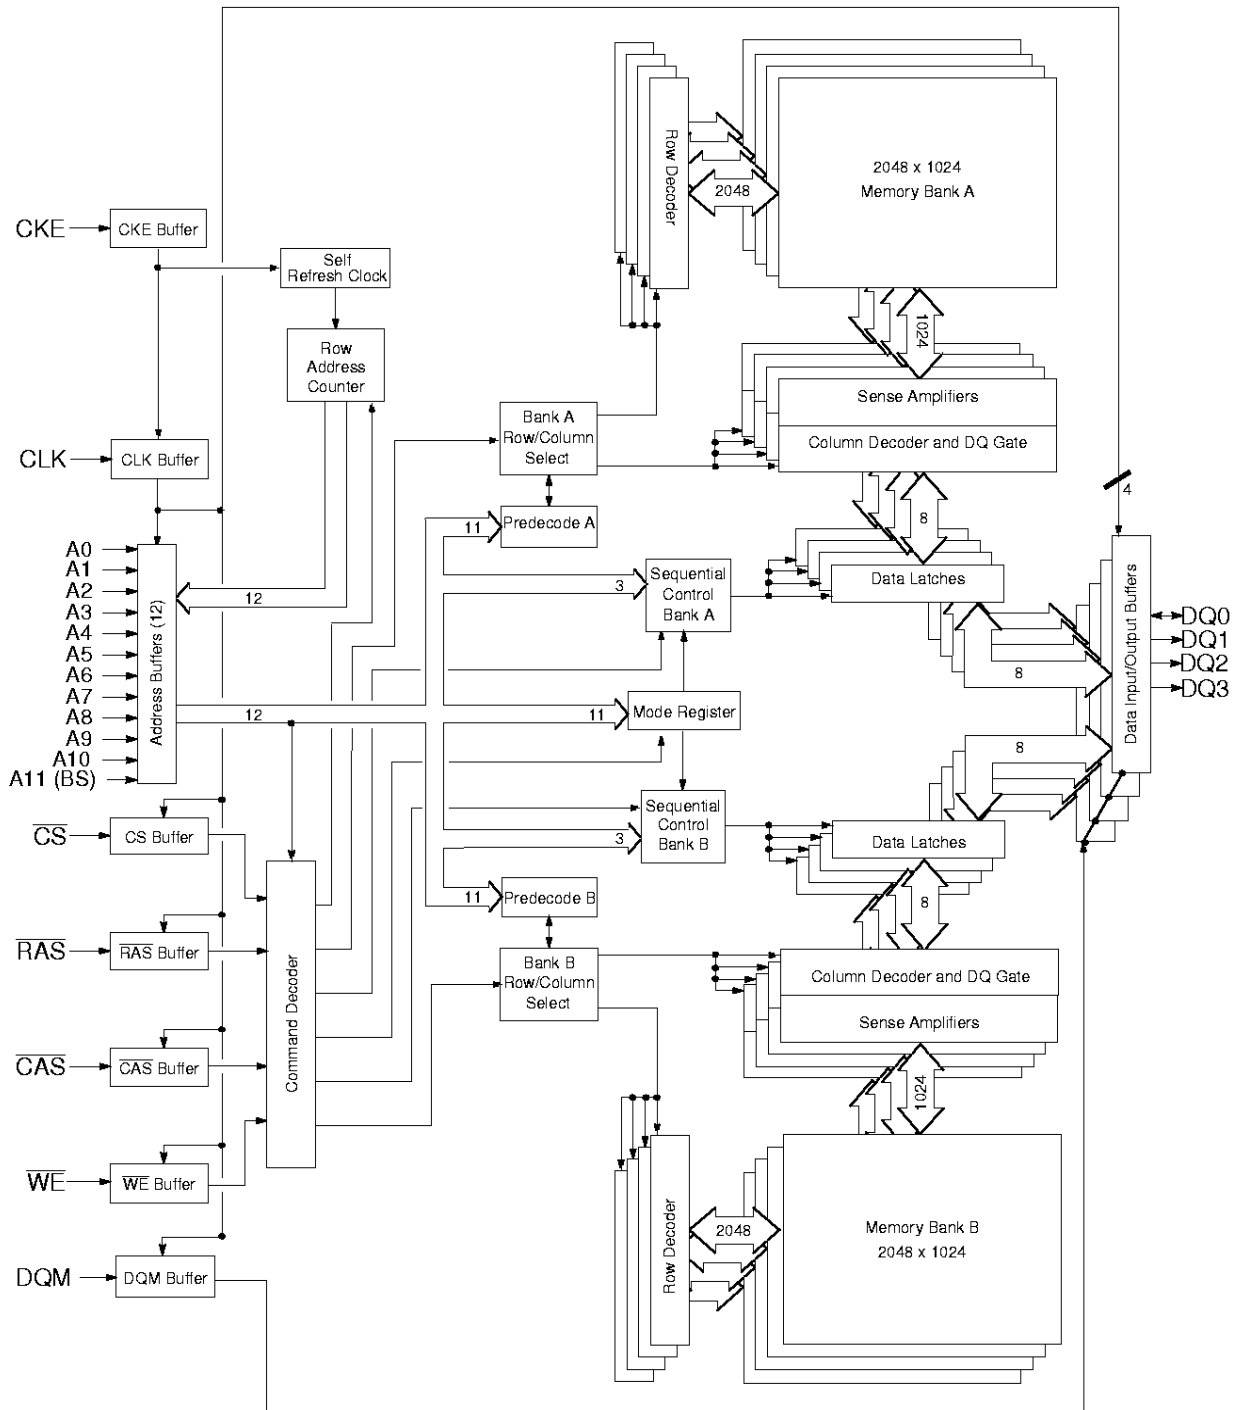 Row Decoder
2048
2048 x 1024
Memory Bank A
CKE
CKE Buffer
Self
Refresh Clock
1024
Row
Address
Counter
Sense Amplifiers
Bank A
Row/Column
Select
Column Decoder and DQ Gate
CLK
CLK Buffer
4
8
11
Predecode A
A0
A1
A2
A3
A4
A5
A6
A7
A8
A9
A10
A11 (BS)
Address Buffers (12)
12
3
Sequential
Control
Bank A
Data Latches
8
Data Input/Output Buffers
DQ0
DQ1
DQ2
DQ3
12
11
Mode Register
8
CS
CS Buffer
Sequential
Control
Bank B
3
Data Latches
11
Predecode B
8
RAS
RAS Buffer
Command Decoder
Bank B
Row/Column
Select
Column Decoder and DQ Gate
Sense Amplifiers
CAS
CAS Buffer
1024
WE
WE Buffer
Row Decoder
2048
Memory Bank B
2048 x 1024
DQM
DQM Buffer